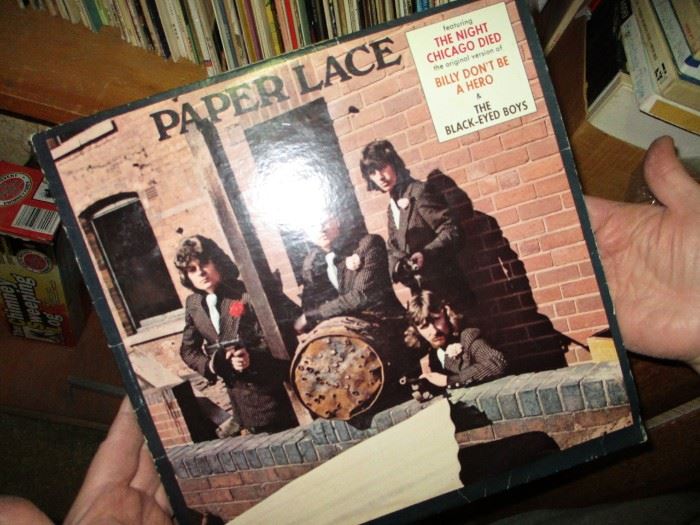 PAPER LACE
featuring
THE NIGHT
CHICAGO DIED
the original version of
BILLY DON'T BE
A HERO
&
THE
BLACK-EYED BOYS